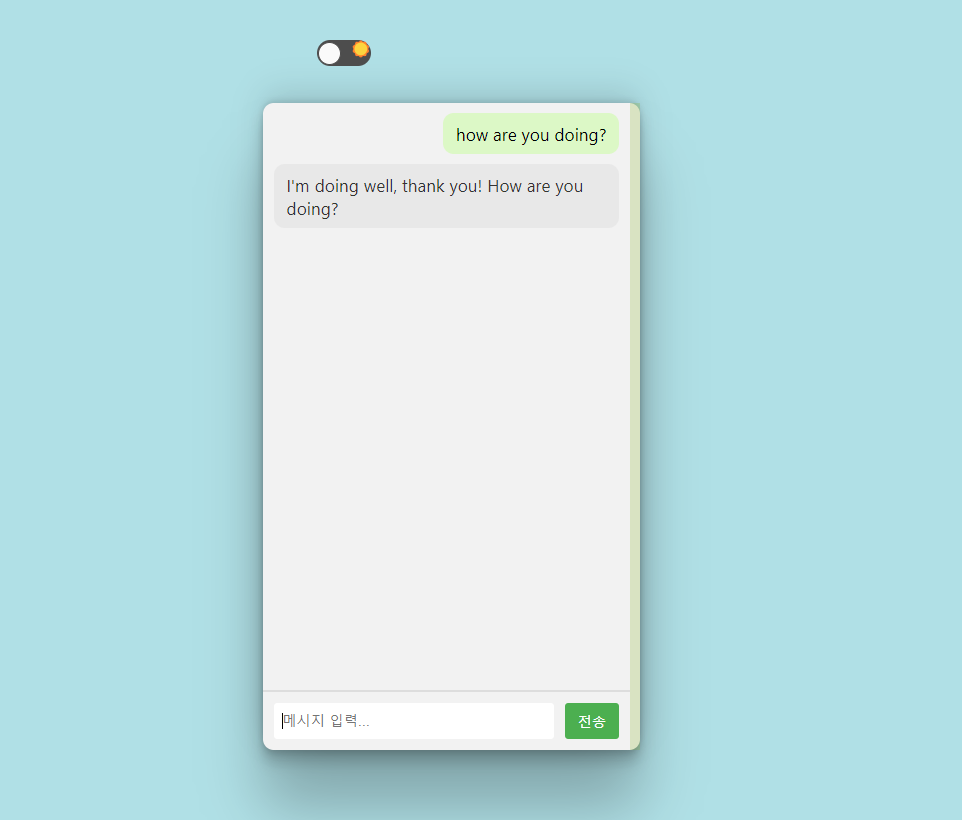 how are you doing?
I'm doing well, thank you! How are you
doing?
메시지 입력...
전송